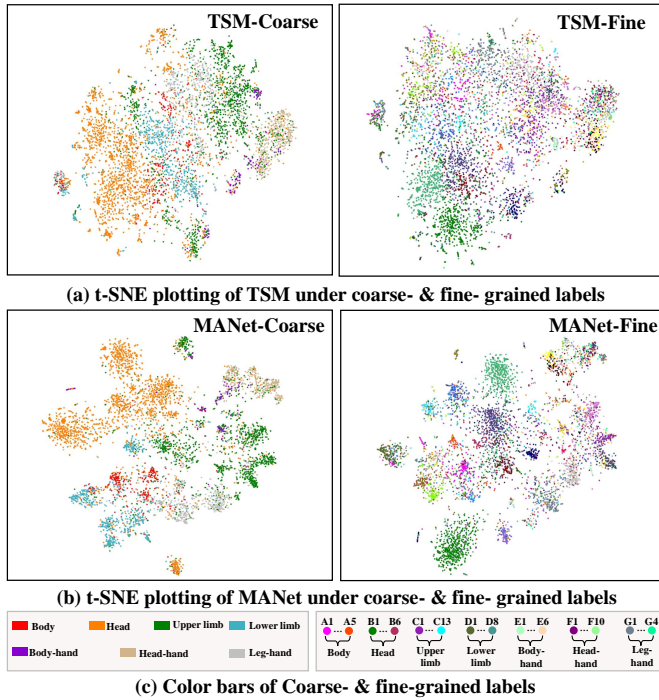 TSM-Coarse
TSM-Fine
(a) t-SNE plotting of TSM under coarse- & fine- grained labels
MANet-Coarse
MANet-Fine
(b) t-SNE plotting of MANet under coarse- & fine- grained labels
Body Head Upper limb Lower limb
Body-hand Head-hand Leg-hand
A1 ... A5 B1 ... B6 C1 ... C13 D1 ... D8 E1 ... E6 F1 ... F10 G1 ... G4
Body Head Upper limb Lower limb Body-hand Head-hand Leg-hand
(c) Color bars of Coarse- & fine-grained labels